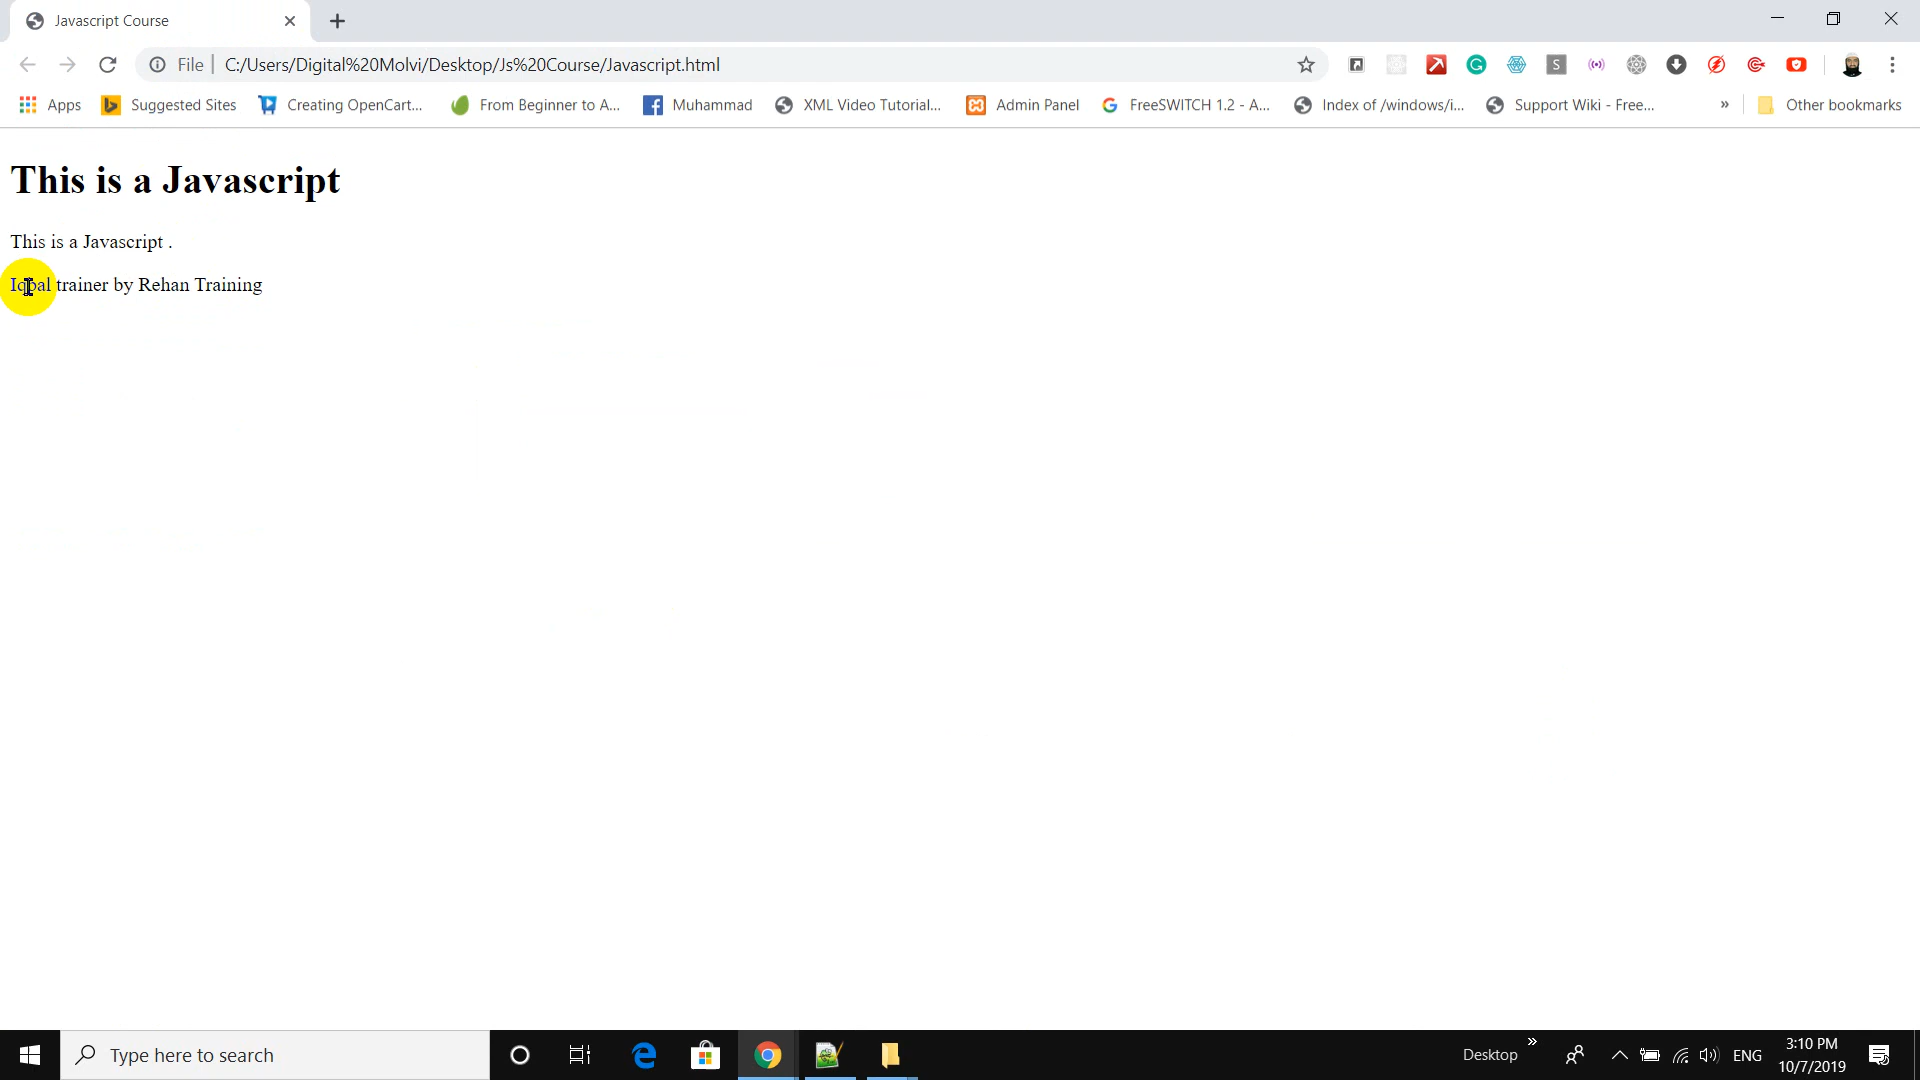 Javascript Course
File
C:/Users/Digital%20Molvi/Desktop/Js%20Course/Javascript.html
Apps
Suggested Sites
Creating OpenCart...
From Beginner to A...
Muhammad
XML Video Tutorial...
Admin Panel
FreeSWITCH 1.2 - A...
Index of /windows/i...
Support Wiki - Free...
»
Other bookmarks
This is a Javascript
This is a Javascript .
Iqbal trainer by Rehan Training
Type here to search
Desktop
»
ENG
3:10 PM
10/7/2019